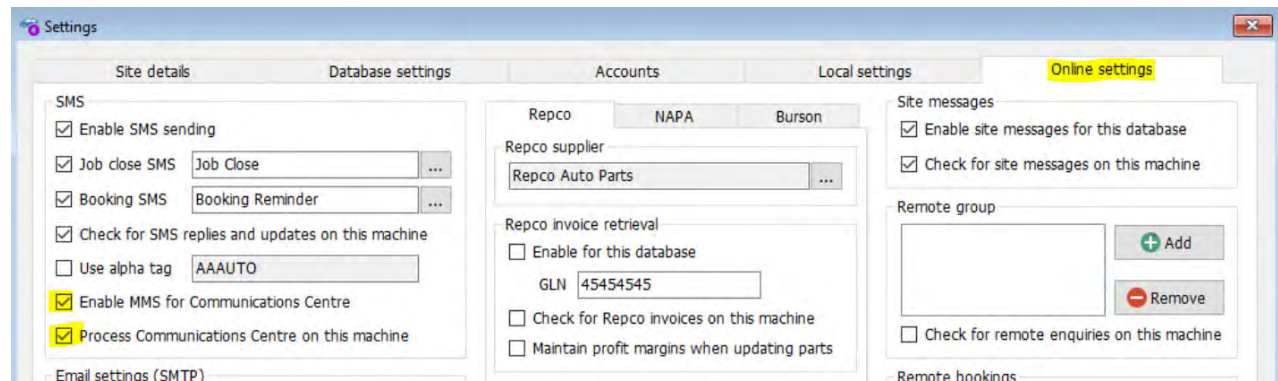 Settings
Site details Database settings Accounts Local settings Online settings
SMS
Enable SMS sending
Job close SMS Job Close ...
Booking SMS Booking Reminder ...
Check for SMS replies and updates on this machine
Use alpha tag AAAUTO
Enable MMS for Communications Centre
Process Communications Centre on this machine
Email settings (SMTP)
Repco NAPA Burson
Repco supplier
Repco Auto Parts ...
Repco invoice retrieval
Enable for this database
GLN 45454545
Check for Repco invoices on this machine
Maintain profit margins when updating parts
Site messages
Enable site messages for this database
Check for site messages on this machine
Remote group
Add
Remove
Check for remote enquiries on this machine
Remote bookings